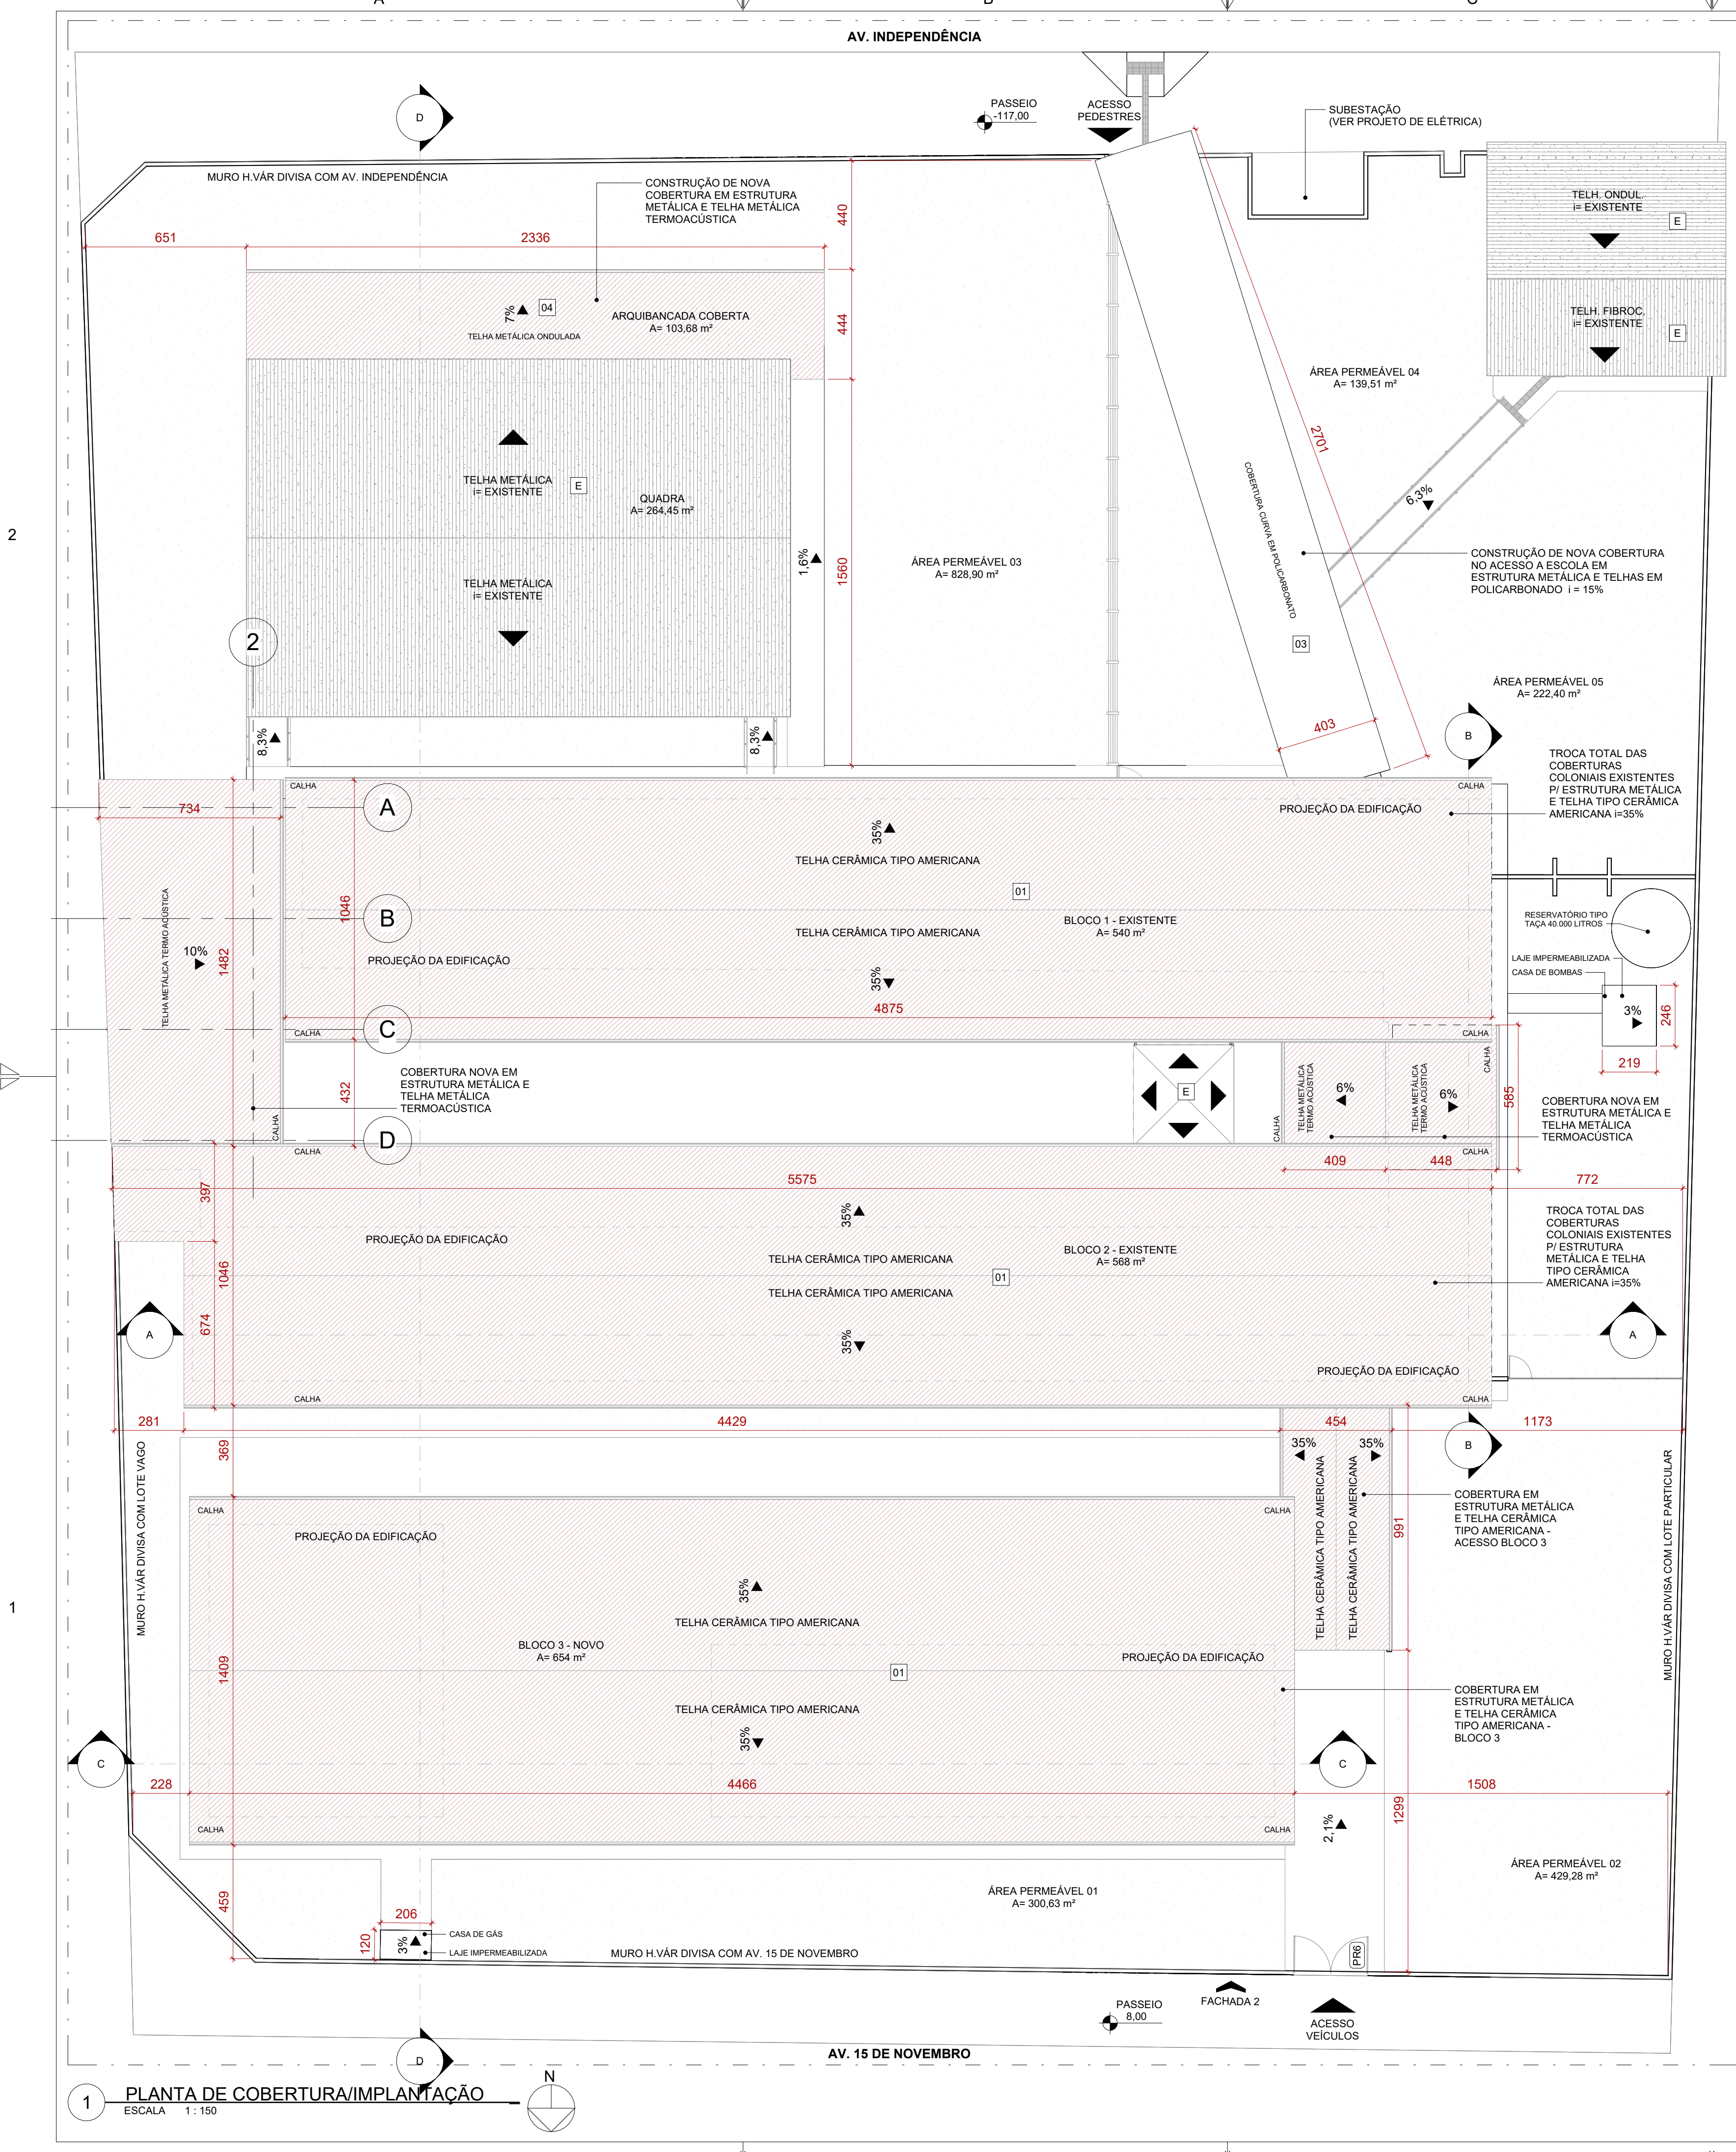 A
B
C
AV. INDEPENDÊNCIA
D
PASSEIO
-117,00
ACESSO
PEDESTRES
SUBESTAÇÃO
(VER PROJETO DE ELÉTRICA)
MURO H.VÁR DIVISA COM AV. INDEPENDÊNCIA
CONSTRUÇÃO DE NOVA
COBERTURA EM ESTRUTURA
METÁLICA E TELHA METÁLICA
TERMOACÚSTICA
TELH. ONDUL.
i= EXISTENTE
E
651
2336
440
7%
04
ARQUIBANCADA COBERTA
A= 103,68 m²
TELHA METÁLICA ONDULADA
444
TELH. FIBROC.
i= EXISTENTE
E
ÁREA PERMEÁVEL 04
A= 139,51 m²
2701
TELHA METÁLICA
i= EXISTENTE
E
QUADRA
A= 264,45 m²
COBERTURA CURVA EM POLICARBONATO
6,3%
2
1,6%
1560
ÁREA PERMEÁVEL 03
A= 828,90 m²
CONSTRUÇÃO DE NOVA COBERTURA
NO ACESSO A ESCOLA EM
ESTRUTURA METÁLICA E TELHAS EM
POLICARBONADO i = 15%
TELHA METÁLICA
i= EXISTENTE
2
03
ÁREA PERMEÁVEL 05
A= 222,40 m²
8,3%
8,3%
403
B
TROCA TOTAL DAS
COBERTURAS
COLONIAIS EXISTENTES
P/ ESTRUTURA METÁLICA
E TELHA TIPO CERÂMICA
AMERICANA i=35%
CALHA
CALHA
734
A
PROJEÇÃO DA EDIFICAÇÃO
35%
TELHA CERÂMICA TIPO AMERICANA
01
1046
B
BLOCO 1 - EXISTENTE
A= 540 m²
TELHA CERÂMICA TIPO AMERICANA
RESERVATÓRIO TIPO
TAÇA 40.000 LITROS
TELHA METÁLICA TERMO ACÚSTICA
10%
1482
PROJEÇÃO DA EDIFICAÇÃO
35%
LAJE IMPERMEABILIZADA
CASA DE BOMBAS
4875
3%
246
CALHA
C
CALHA
219
CALHA
COBERTURA NOVA EM
ESTRUTURA METÁLICA E
TELHA METÁLICA
TERMOACÚSTICA
432
E
TELHA METÁLICA
TERMO ACÚSTICA
6%
TELHA METÁLICA
TERMO ACÚSTICA
6%
585
COBERTURA NOVA EM
ESTRUTURA METÁLICA E
TELHA METÁLICA
TERMOACÚSTICA
CALHA
CALHA
D
CALHA
CALHA
409
448
397
5575
772
35%
TROCA TOTAL DAS
COBERTURAS
COLONIAIS EXISTENTES
P/ ESTRUTURA
METÁLICA E TELHA
TIPO CERÂMICA
AMERICANA i=35%
PROJEÇÃO DA EDIFICAÇÃO
TELHA CERÂMICA TIPO AMERICANA
BLOCO 2 - EXISTENTE
A= 568 m²
1046
01
TELHA CERÂMICA TIPO AMERICANA
A
674
35%
A
PROJEÇÃO DA EDIFICAÇÃO
CALHA
CALHA
281
4429
454
1173
369
35%
35%
B
MURO H.VÁR DIVISA COM LOTE VAGO
TELHA CERÂMICA TIPO AMERICANA
TELHA CERÂMICA TIPO AMERICANA
COBERTURA EM
ESTRUTURA METÁLICA
E TELHA CERÂMICA
TIPO AMERICANA -
ACESSO BLOCO 3
991
MURO H.VÁR DIVISA COM LOTE PARTICULAR
CALHA
CALHA
PROJEÇÃO DA EDIFICAÇÃO
35%
1
TELHA CERÂMICA TIPO AMERICANA
BLOCO 3 - NOVO
A= 654 m²
1409
01
PROJEÇÃO DA EDIFICAÇÃO
TELHA CERÂMICA TIPO AMERICANA
COBERTURA EM
ESTRUTURA METÁLICA
E TELHA CERÂMICA
TIPO AMERICANA -
BLOCO 3
35%
C
C
228
4466
1508
1299
2,1%
CALHA
CALHA
ÁREA PERMEÁVEL 02
A= 429,28 m²
459
ÁREA PERMEÁVEL 01
A= 300,63 m²
206
120
3%
CASA DE GÁS
LAJE IMPERMEABILIZADA
MURO H.VÁR DIVISA COM AV. 15 DE NOVEMBRO
PR6
FACHADA 2
PASSEIO
8,00
ACESSO
VEÍCULOS
D
AV. 15 DE NOVEMBRO
1
PLANTA DE COBERTURA/IMPLANTAÇÃO
ESCALA 1 : 150
N